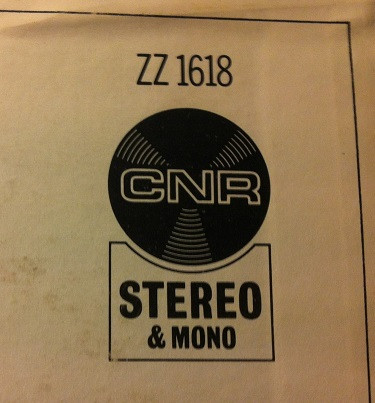 ZZ 1618
CNR
STEREO
& MONO